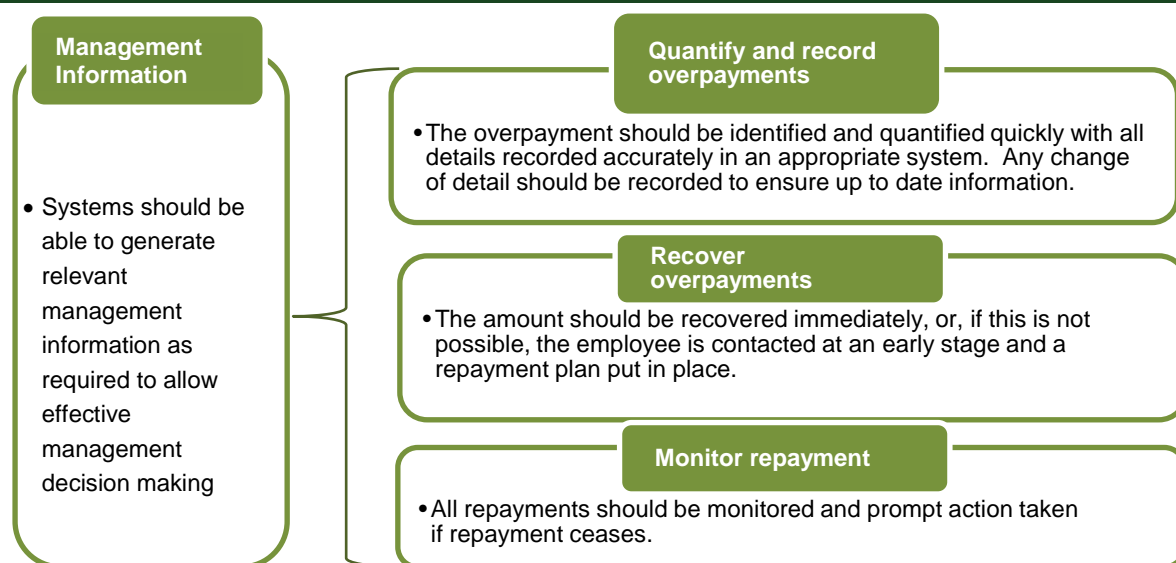 Management
Information
• Systems should be
able to generate
relevant
management
information as
required to allow
effective
management
decision making
Quantify and record
overpayments
• The overpayment should be identified and quantified quickly with all
details recorded accurately in an appropriate system.  Any change
of detail should be recorded to ensure up to date information.
Recover
overpayments
• The amount should be recovered immediately, or, if this is not
possible, the employee is contacted at an early stage and a
repayment plan put in place.
Monitor repayment
• All repayments should be monitored and prompt action taken
if repayment ceases.